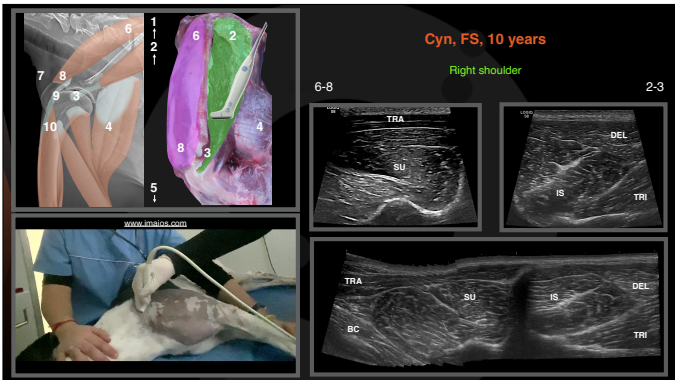 Cyn, FS, 10 years
Right shoulder
6-8
2-3
6
7
8
9
3
10
4
1
2
5
6
2
4
8
3
www.imaios.com
LOGIQ
TRA
SU
LOGIQ
DEL
IS
TRI
TRA
SU
IS
DEL
BC
TRI